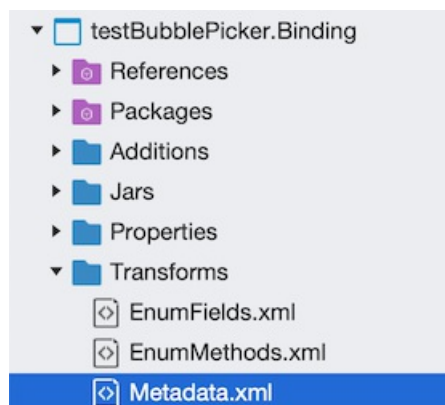 testBubblePicker.Binding
References
Packages
Additions
Jars
Properties
Transforms
EnumFields.xml
EnumMethods.xml
Metadata.xml